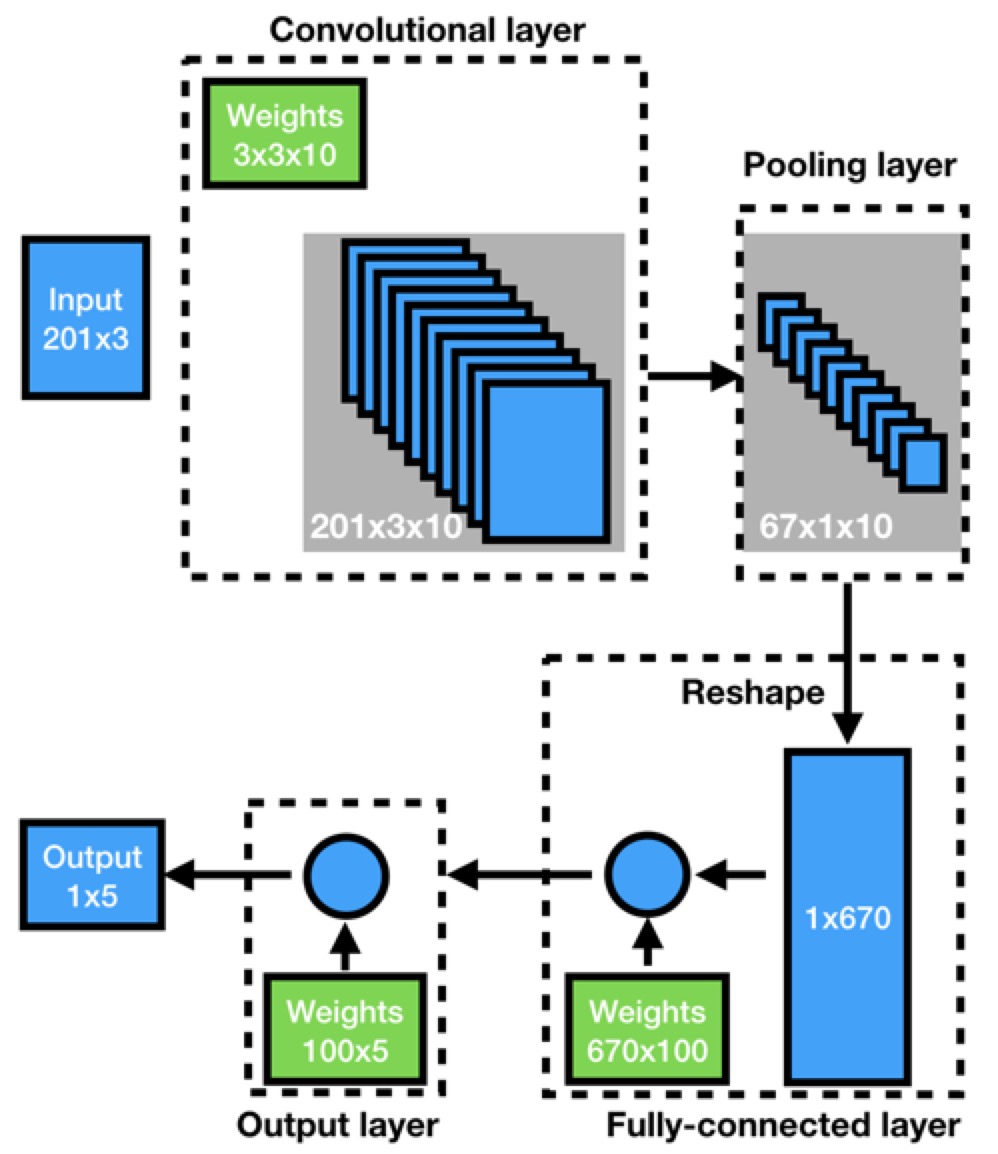 Convolutional layer
Weights
3x3x10
Pooling layer
Input
201x3
201x3x10
67x1x10
Reshape
Output
1x5
1x670
Weights
100x5
Weights
670x100
Output layer
Fully-connected layer